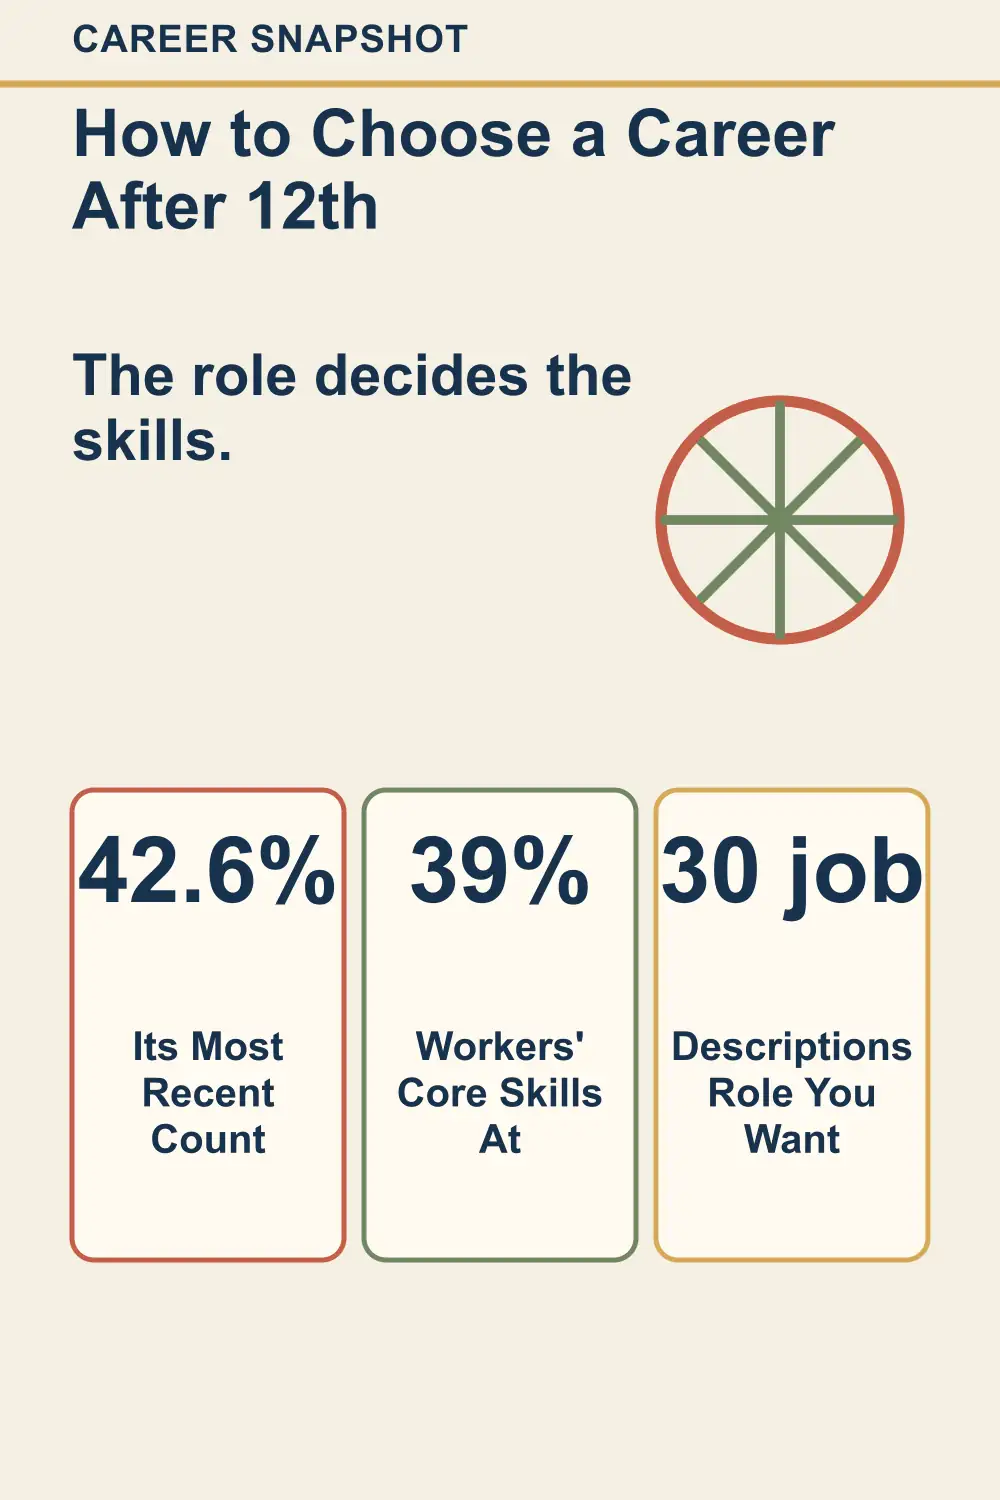 CAREER SNAPSHOT
How to Choose a Career
After 12th
The role decides the
skills.
42.6%
Its Most
Recent
Count
39%
Workers'
Core Skills
At
30 job
Descriptions
Role You
Want